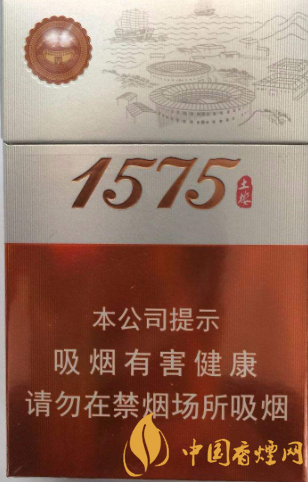 1575
土楼
本公司提示
吸烟有害健康
请勿在禁烟场所吸烟
中国香烟网